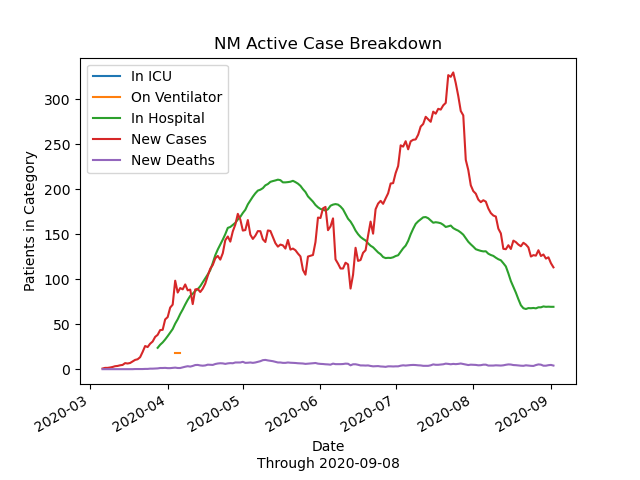 NM Active Case Breakdown
In ICU
On Ventilator
In Hospital
New Cases
New Deaths
Patients in Category
300
250
200
150
100
50
0
2020-03
2020-04
2020-05
2020-06
2020-07
2020-08
2020-09
Date
Through 2020-09-08